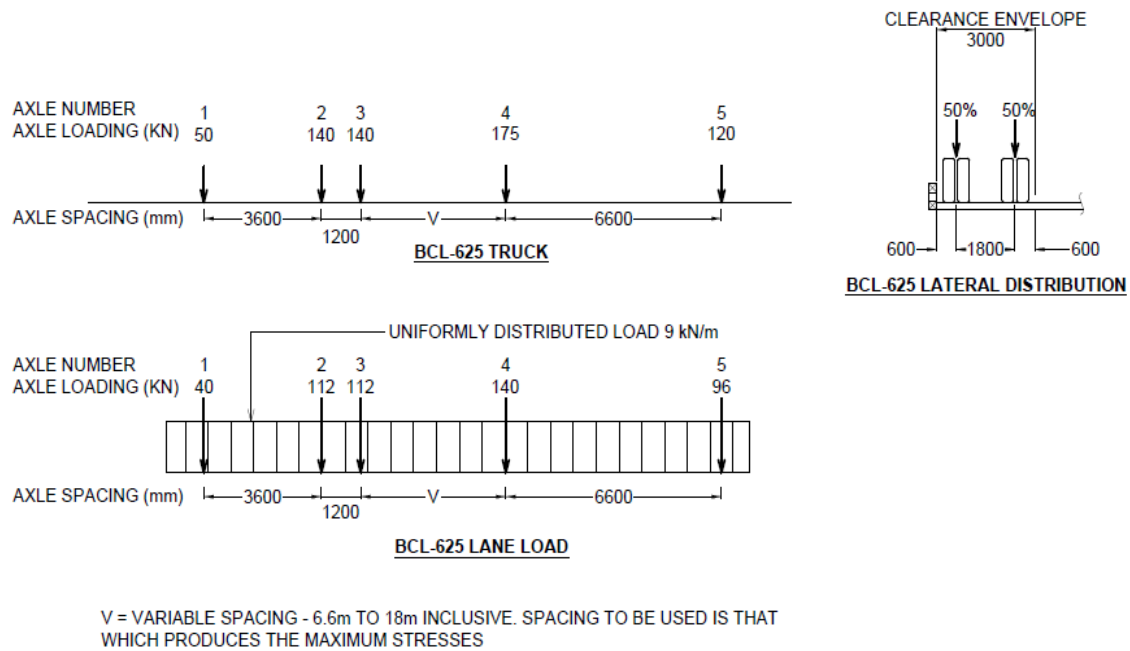 CLEARANCE ENVELOPE
3000
AXLE NUMBER 1 2 3 4 5
AXLE LOADING (KN) 50 140 140 175 120
50% 50%
AXLE SPACING (mm) 3600 1200 V 6600
BCL-625 TRUCK
600 1800 600
BCL-625 LATERAL DISTRIBUTION
UNIFORMLY DISTRIBUTED LOAD 9 kN/m
AXLE NUMBER 1 2 3 4 5
AXLE LOADING (KN) 40 112 112 140 96
AXLE SPACING (mm) 3600 1200 V 6600
BCL-625 LANE LOAD
V = VARIABLE SPACING - 6.6m TO 18m INCLUSIVE. SPACING TO BE USED IS THAT
WHICH PRODUCES THE MAXIMUM STRESSES